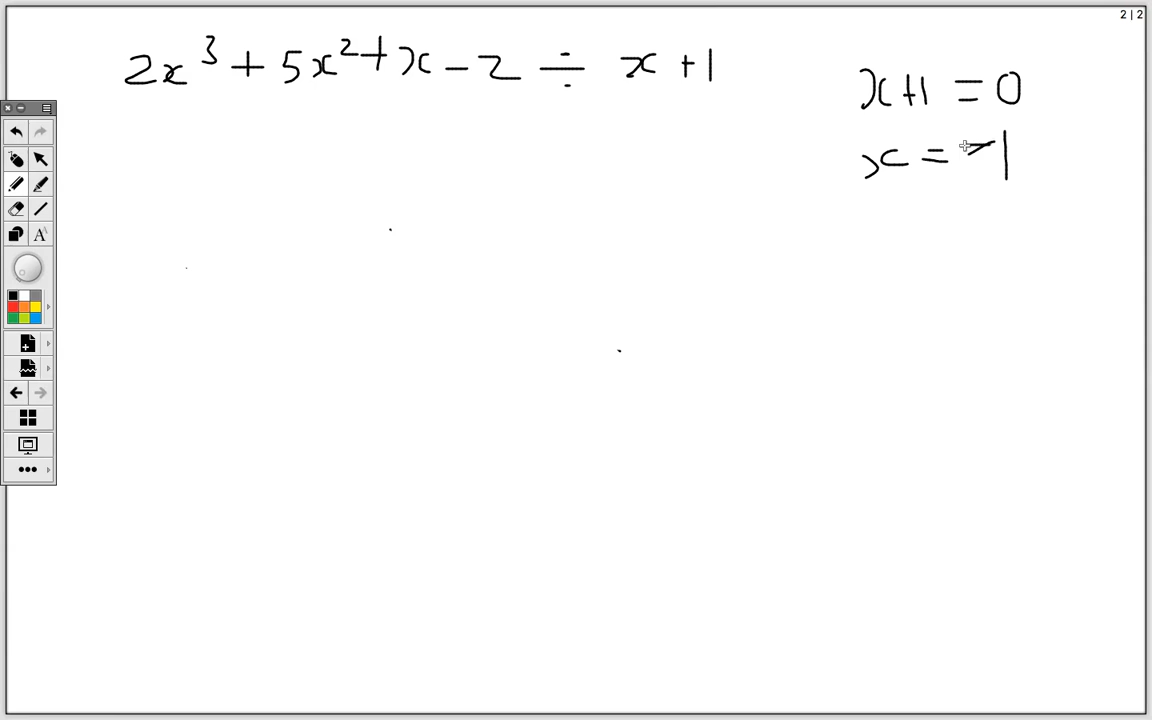 2 | 2
2x³ + 5x² + x - 2 ÷ x + 1
x + 1 = 0
x = -1
A